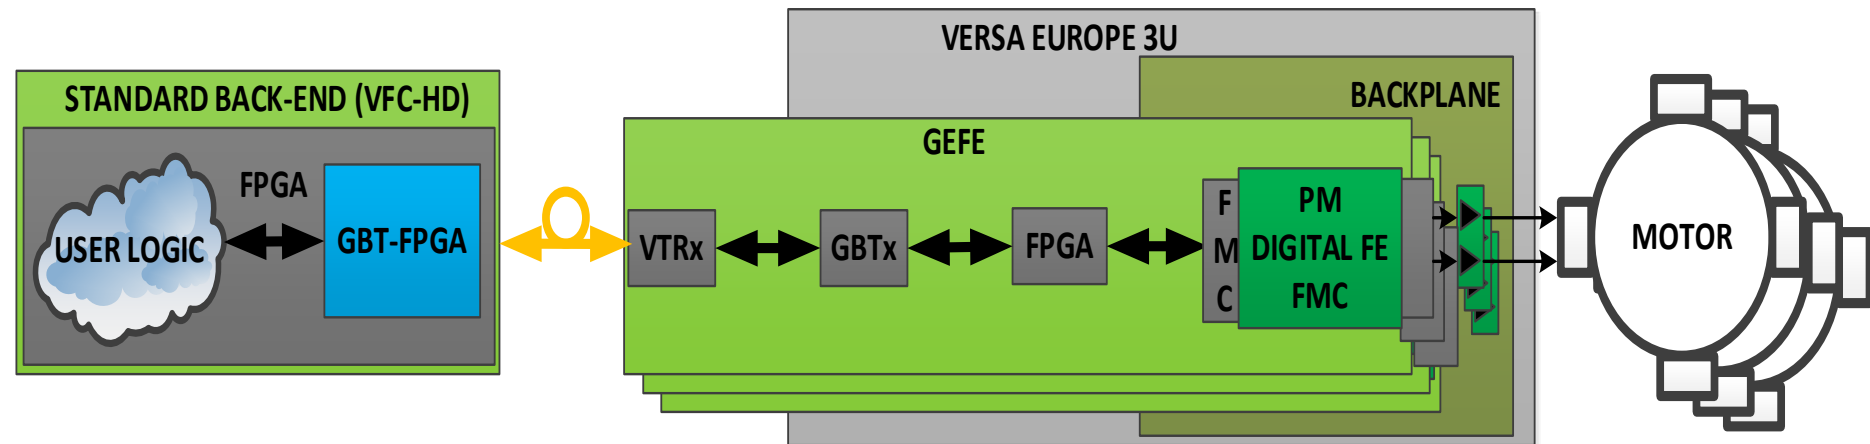 VERSA EUROPE 3U
STANDARD BACK-END (VFC-HD)
BACKPLANE
GEFE
FPGA
USER LOGIC
GBT-FPGA
VTRx
GBTx
FPGA
F
M
C
PM
DIGITAL FE
FMC
MOTOR